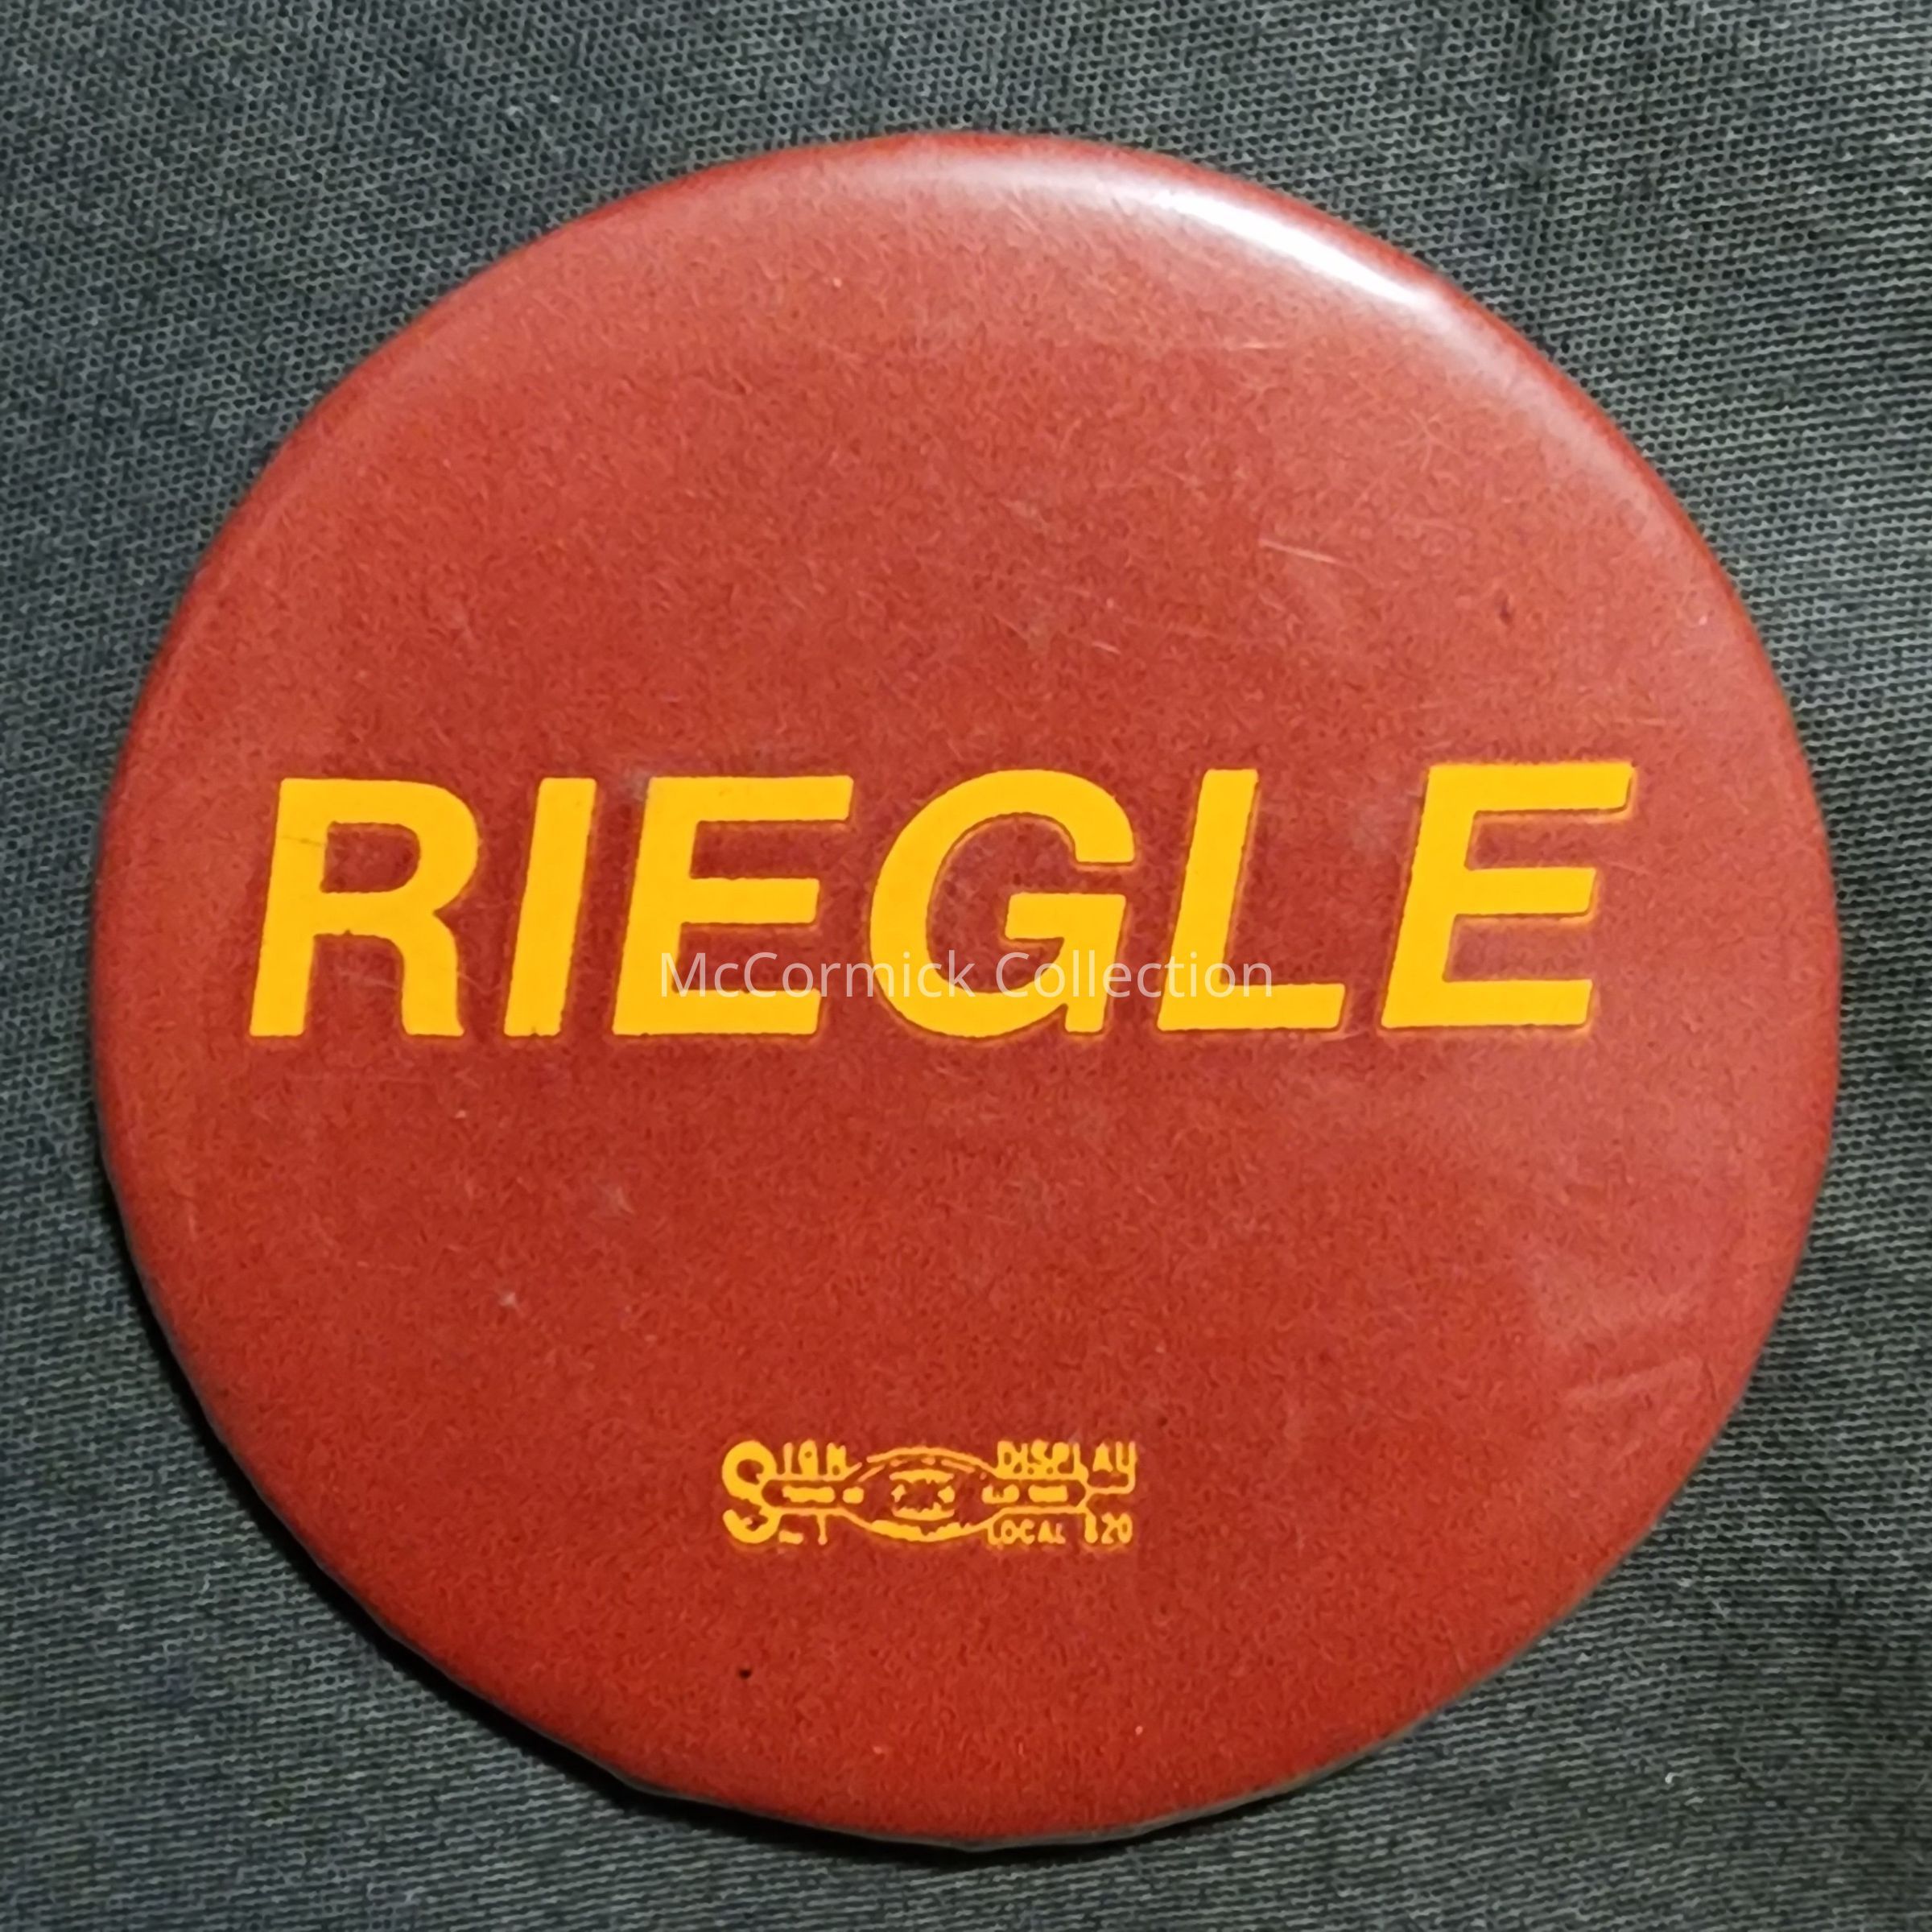 RIEGLE
McCormick Collection
SIGN DISPLAY
LOCAL 820